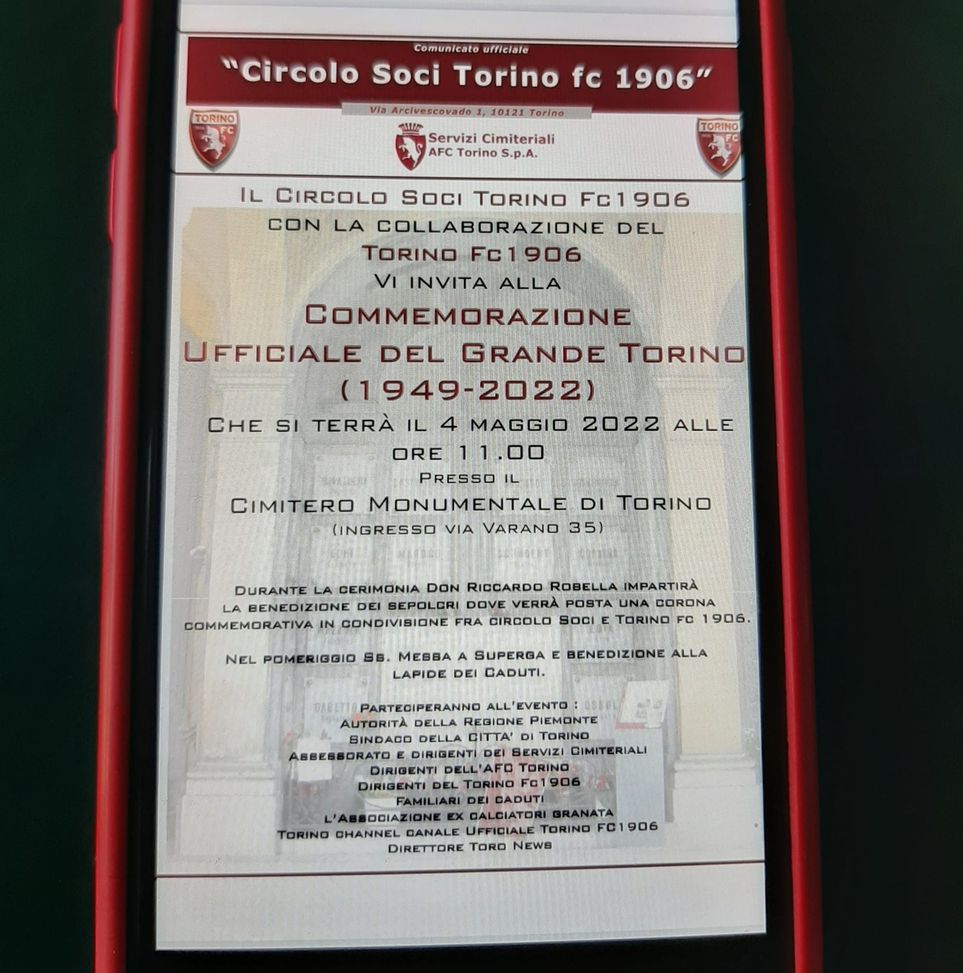 Comunicato ufficiale
"Circolo Soci Torino fc 1906"
Via Arcivescovado 1, 10121 Torino
TORINO
FC
Servizi Cimiteriali
AFC Torino S.p.A.
TORINO
FC
Il Circolo Soci Torino Fc1906
con la collaborazione del
Torino Fc1906
Vi invita alla
Commemorazione
Ufficiale del Grande Torino
(1949-2022)
Che si terrà il 4 maggio 2022 alle
ore 11.00
Presso il
Cimitero Monumentale di Torino
(ingresso via Varano 35)
Durante la cerimonia Don Riccardo Robella impartirà
la benedizione dei sepolcri dove verrà posta una corona
commemorativa in condivisione fra circolo Soci e Torino fc 1906.
Nel pomeriggio Ss. Messa a Superga e benedizione alla
lapide dei Caduti.
Parteciperanno all'evento :
Autorità della Regione Piemonte
Sindaco della citta' di Torino
Assessorato e dirigenti dei Servizi Cimiteriali
Dirigenti dell'AFC Torino
Dirigenti del Torino Fc1906
Familiari dei caduti
l'Associazione ex calciatori granata
Torino channel canale Ufficiale Torino FC1906
Direttore Toro News